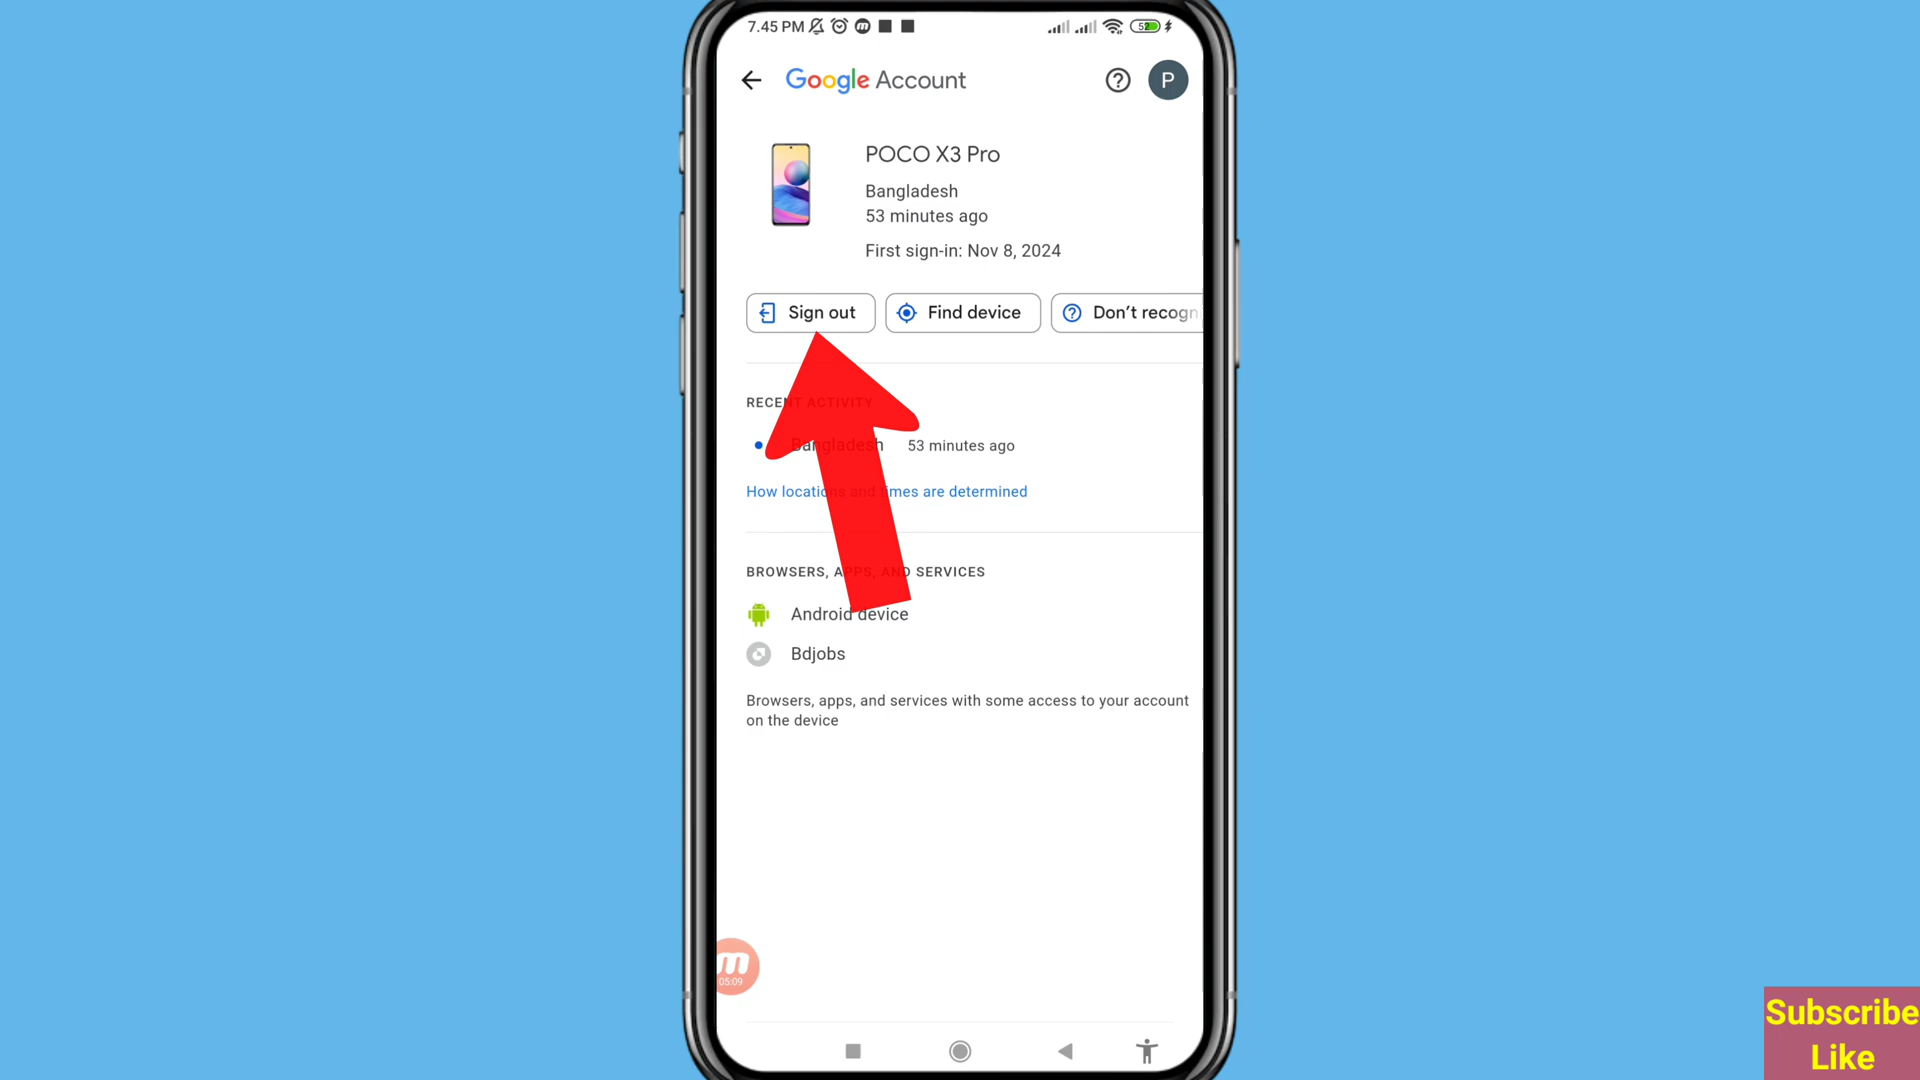 7.45 PM
52
Google Account
P
POCO X3 Pro
Bangladesh
53 minutes ago
First sign-in: Nov 8, 2024
Sign out
Find device
Don't recogn
RECENT ACTIVITY
Bangladesh 53 minutes ago
How locations and times are determined
BROWSERS, APPS, AND SERVICES
Android device
Bdjobs
Browsers, apps, and services with some access to your account
on the device
m
05:09
Subscribe
Like